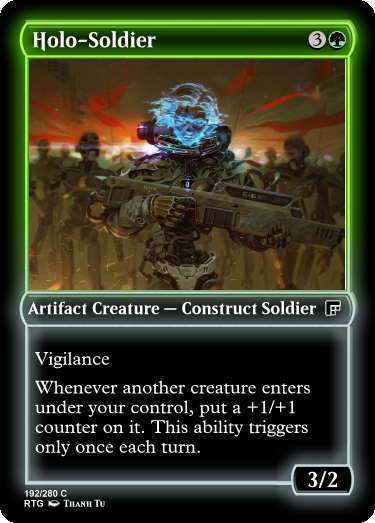 Holo-Soldier 3
Artifact Creature — Construct Soldier
Vigilance
Whenever another creature enters
under your control, put a +1/+1
counter on it. This ability triggers
only once each turn.
3/2
192/280 C
RTG Thanh Tu